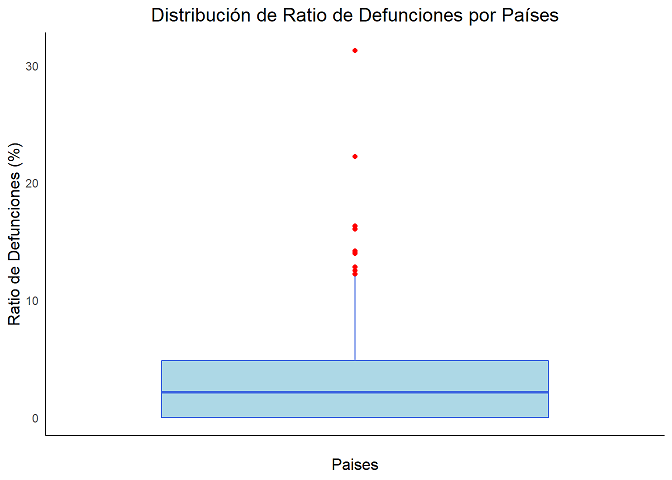 Distribución de Ratio de Defunciones por Países
Ratio de Defunciones (%)
30
20
10
0
Paises